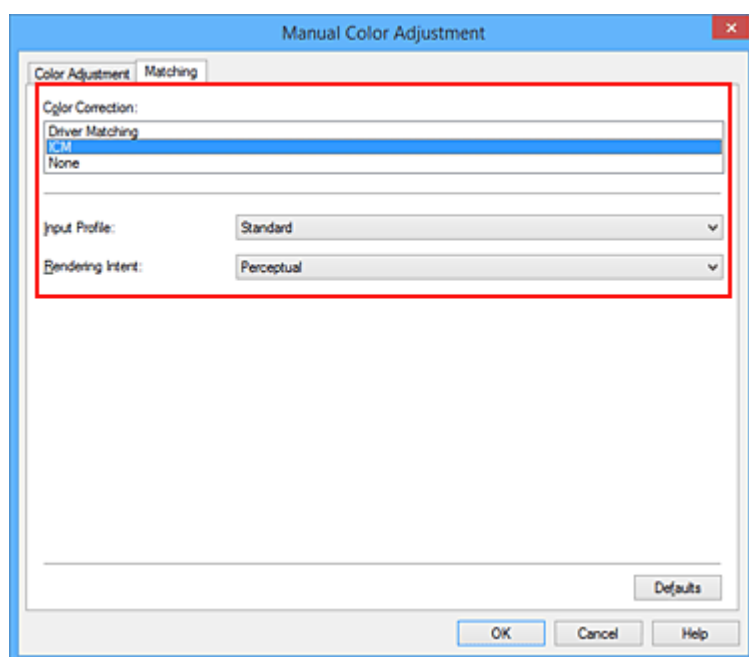 Manual Color Adjustment
Color Adjustment Matching
Color Correction:
Driver Matching
ICM
None
Input Profile: Standard
Rendering Intent: Perceptual
Defaults
OK Cancel Help